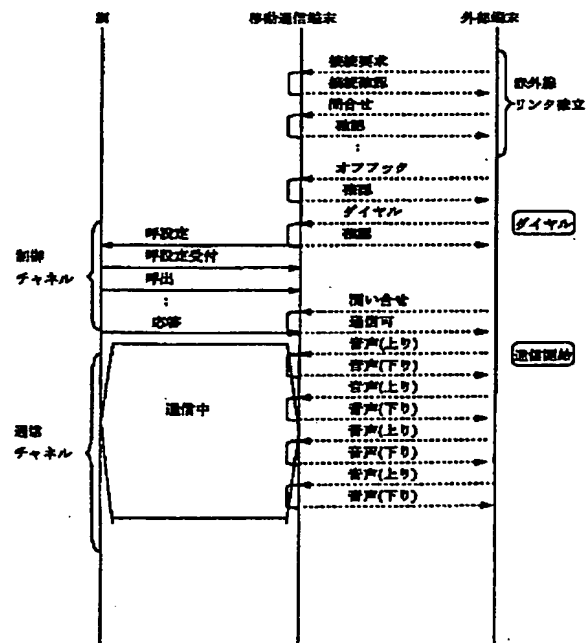 網
移動通信端末
外部端末
接続要求
接続確認
問合せ
確認
:
オフフック
確認
ダイヤル
確認
問い合せ
通信可
音声(上り)
音声(下り)
音声(上り)
音声(下り)
音声(上り)
音声(下り)
音声(上り)
音声(下り)
赤外線
リンク確立
ダイヤル
通信開始
呼設定
呼設定受付
呼出
:
応答
通信中
制御
チャネル
通信
チャネル